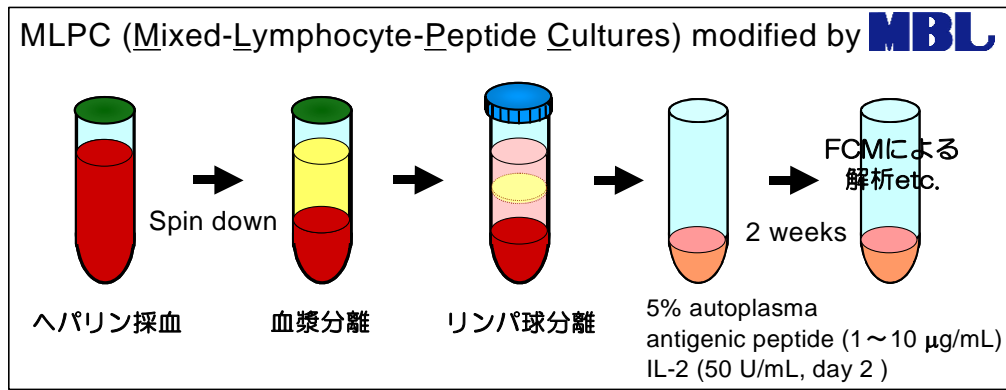 MLPC (Mixed-Lymphocyte-Peptide Cultures) modified by MBL
Spin down
2 weeks
FCMによる
解析etc.
ヘパリン採血
血漿分離
リンパ球分離
5% autoplasma
antigenic peptide (1～10 μg/mL)
IL-2 (50 U/mL, day 2 )